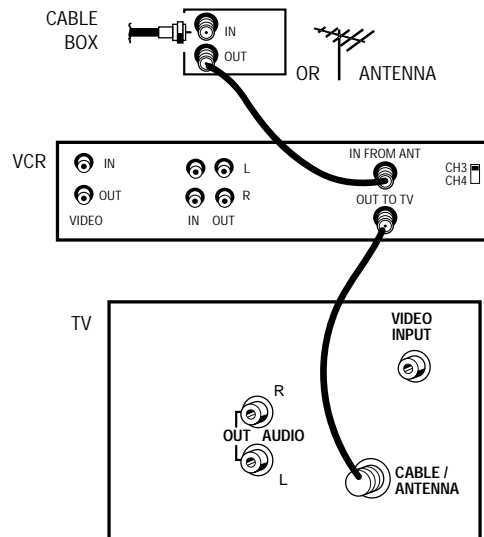 CABLE
BOX
IN
OUT
OR
ANTENNA
VCR
IN
OUT
VIDEO
L
R
IN OUT
IN FROM ANT
OUT TO TV
CH3
CH4
TV
VIDEO
INPUT
R
OUT AUDIO
L
CABLE /
ANTENNA